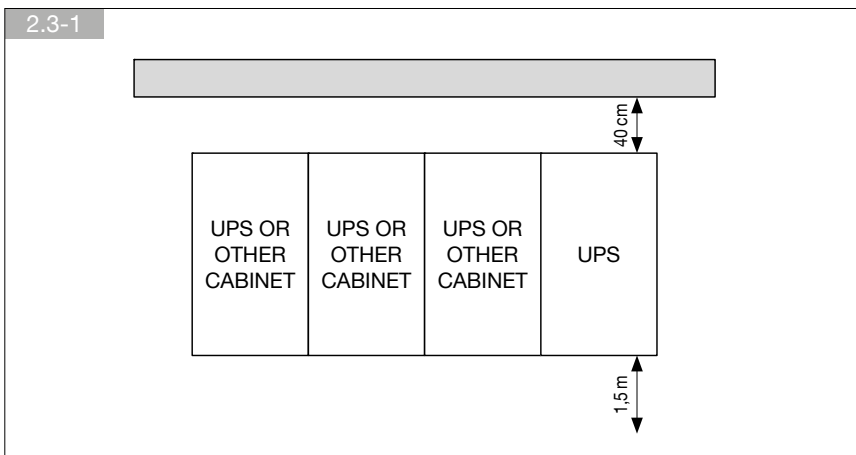 2.3-1
40 cm
UPS OR
OTHER
CABINET
UPS OR
OTHER
CABINET
UPS OR
OTHER
CABINET
UPS
1,5 m